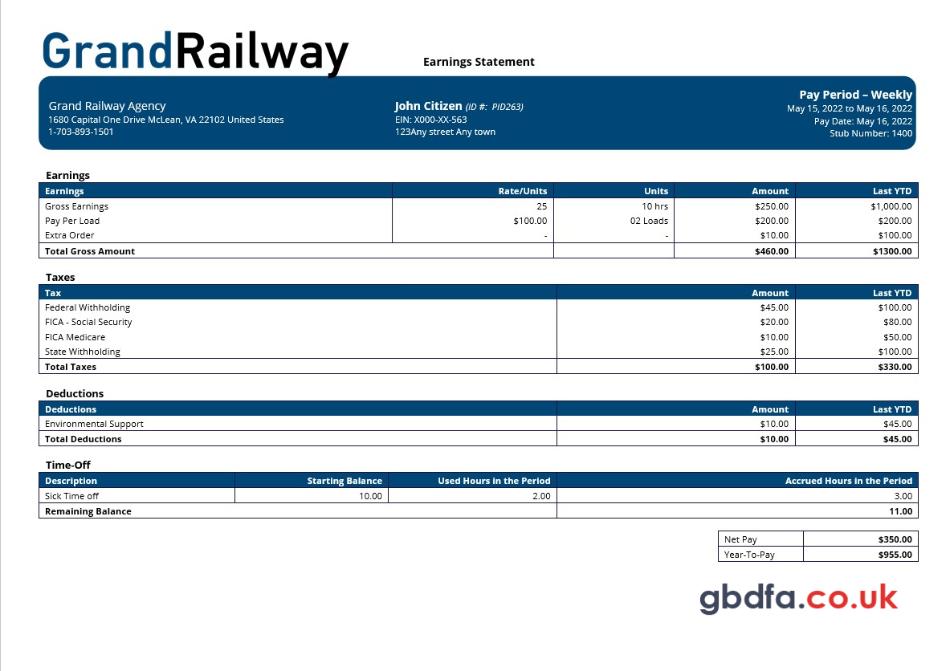 GrandRailway
Earnings Statement
Grand Railway Agency
1680 Capital One Drive McLean, VA 22102 United States
1-703-893-1501
John Citizen (ID #: PID263)
EIN: X000-XX-563
123Any street Any town
Pay Period – Weekly
May 15, 2022 to May 16, 2022
Pay Date: May 16, 2022
Stub Number: 1400
Earnings
Earnings Rate/Units Units Amount Last YTD
Gross Earnings 25 10 hrs $250.00 $1,000.00
Pay Per Load $100.00 02 Loads $200.00 $200.00
Extra Order - - $10.00 $100.00
Total Gross Amount $460.00 $1300.00
Taxes
Tax Amount Last YTD
Federal Withholding $45.00 $100.00
FICA - Social Security $20.00 $80.00
FICA Medicare $10.00 $50.00
State Withholding $25.00 $100.00
Total Taxes $100.00 $330.00
Deductions
Deductions Amount Last YTD
Environmental Support $10.00 $45.00
Total Deductions $10.00 $45.00
Time-Off
Description Starting Balance Used Hours in the Period Accrued Hours in the Period
Sick Time off 10.00 2.00 3.00
Remaining Balance 11.00
Net Pay $350.00
Year-To-Pay $955.00
gbdfa.co.uk